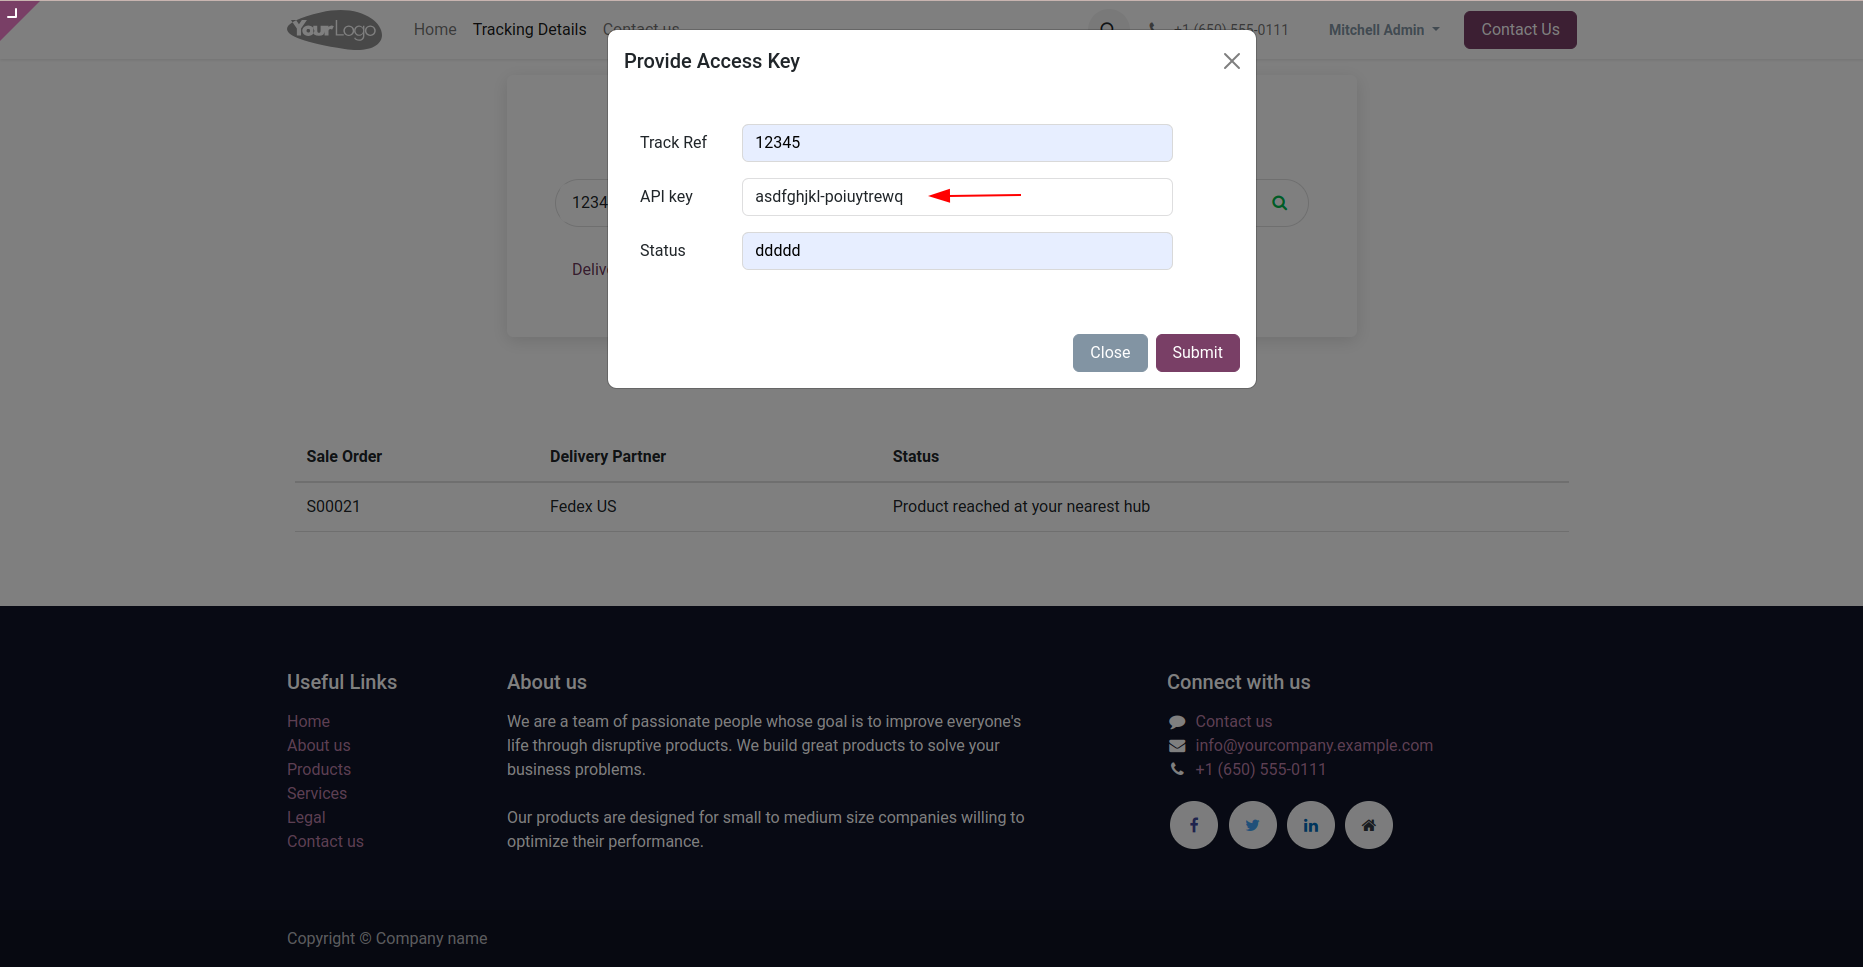 YourLogo
Home Tracking Details Contact us
+1 (650) 555-0111
Mitchell Admin
Contact Us
Provide Access Key
Track Ref 12345
API key asdfghjkl-poiuytrewq
Status ddddd
Close Submit
1234
Sale Order Delivery Partner Status
S00021 Fedex US Product reached at your nearest hub
Useful Links
Home
About us
Products
Services
Legal
Contact us
About us
We are a team of passionate people whose goal is to improve everyone's
life through disruptive products. We build great products to solve your
business problems.
Our products are designed for small to medium size companies willing to
optimize their performance.
Connect with us
Contact us
info@yourcompany.example.com
+1 (650) 555-0111
Copyright © Company name